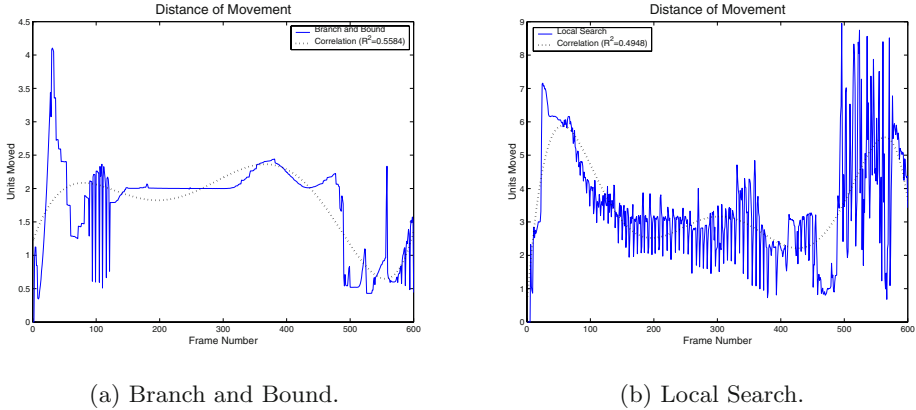 Distance of Movement
Branch and Bound
Correlation (R²=0.5584)
Units Moved
4.5
4
3.5
3
2.5
2
1.5
1
0.5
0
0 100 200 300 400 500 600
Frame Number
(a) Branch and Bound.
Distance of Movement
Local Search
Correlation (R²=0.4948)
Units Moved
9
8
7
6
5
4
3
2
1
0
0 100 200 300 400 500 600
Frame Number
(b) Local Search.